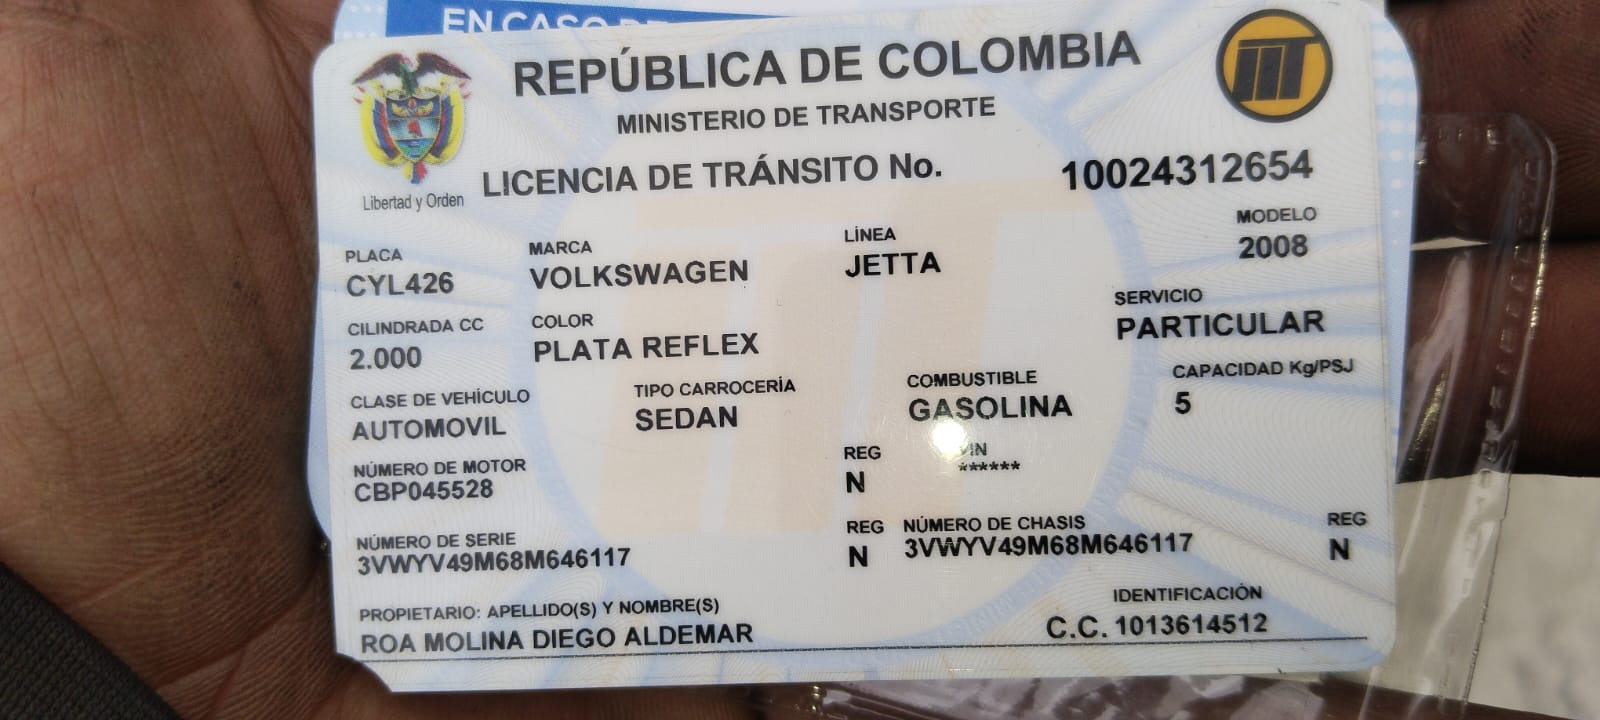 EN CASO DE
REPÚBLICA DE COLOMBIA
MINISTERIO DE TRANSPORTE
Libertad y Orden
LICENCIA DE TRÁNSITO No. 10024312654
PLACA MARCA LÍNEA MODELO
CYL426 VOLKSWAGEN JETTA 2008
CILINDRADA CC COLOR SERVICIO
2.000 PLATA REFLEX PARTICULAR
CLASE DE VEHÍCULO TIPO CARROCERÍA COMBUSTIBLE CAPACIDAD Kg/PSJ
AUTOMOVIL SEDAN GASOLINA 5
NÚMERO DE MOTOR REG VIN
CBP045528 N ******
NÚMERO DE SERIE REG NÚMERO DE CHASIS REG
3VWYV49M68M646117 N 3VWYV49M68M646117 N
PROPIETARIO: APELLIDO(S) Y NOMBRE(S) IDENTIFICACIÓN
ROA MOLINA DIEGO ALDEMAR C.C. 1013614512